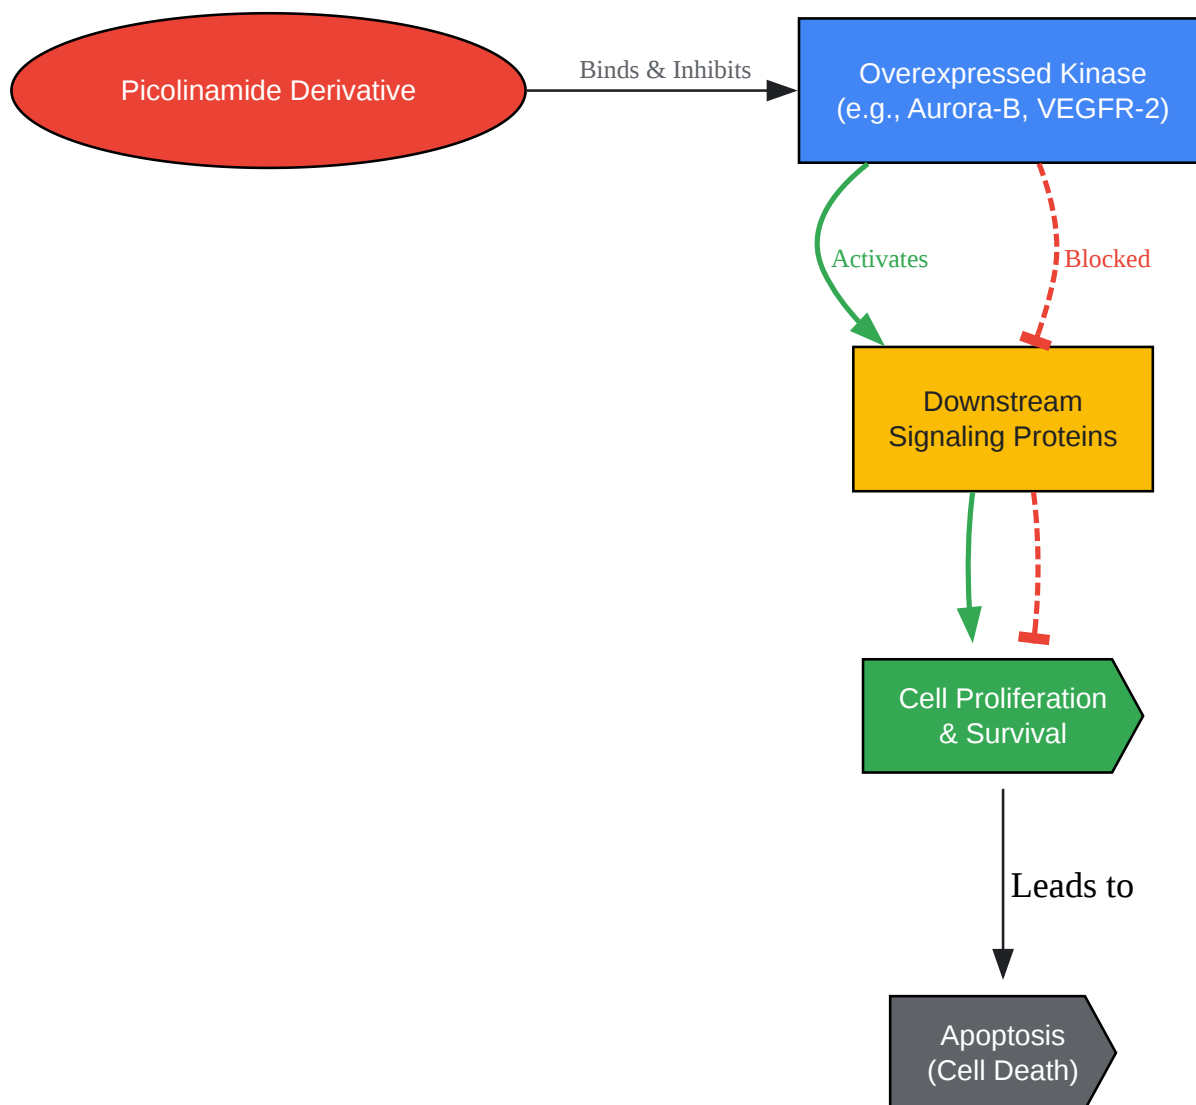 Picolinamide Derivative
Binds & Inhibits
Overexpressed Kinase
(e.g., Aurora-B, VEGFR-2)
Activates
Blocked
Downstream
Signaling Proteins
Cell Proliferation
& Survival
Leads to
Apoptosis
(Cell Death)